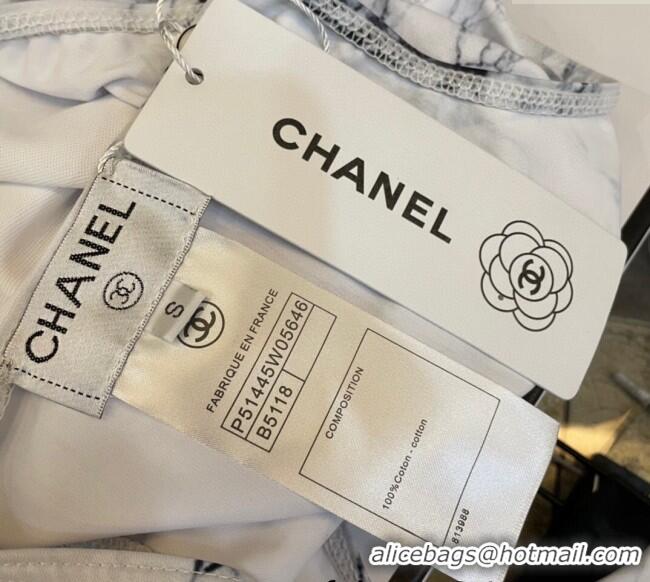 CHANEL
CHANEL
S
FABRIQUE EN FRANCE
P51445W05646
B5118
COMPOSITION
100%Coton - cotton
813988
alicebags@hotmail.com